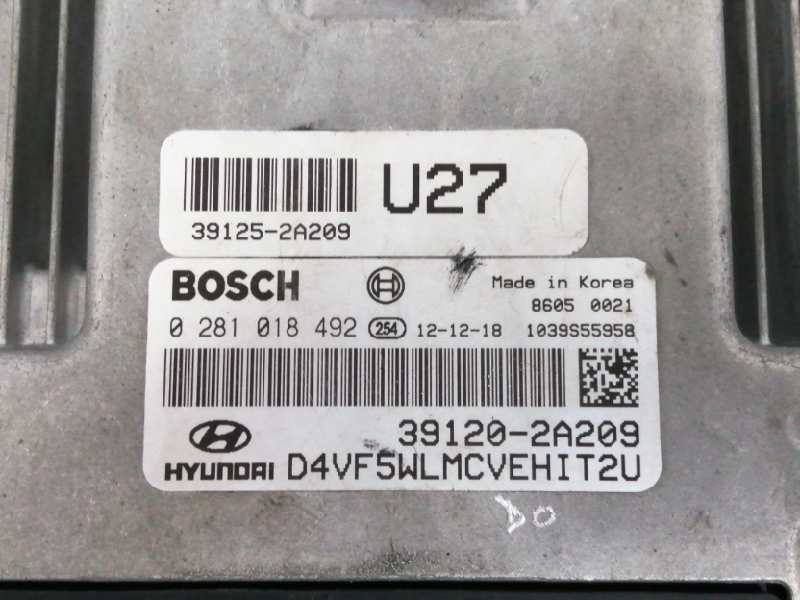 U27
39125-2A209
BOSCH Made in Korea
8605 0021
0 281 018 492 254 12-12-18 1039S55958
39120-2A209
HYUNDAI D4VF5WLMCVEHIT2U
DO